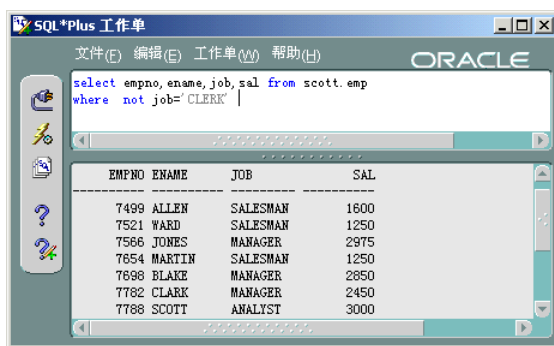 SQL*Plus 工作单
文件(F) 编辑(E) 工作单(W) 帮助(H) ORACLE
select empno,ename,job,sal from scott.emp
where not job='CLERK'
EMPNO ENAME JOB SAL
---------- ---------- --------- ----------
7499 ALLEN SALESMAN 1600
7521 WARD SALESMAN 1250
7566 JONES MANAGER 2975
7654 MARTIN SALESMAN 1250
7698 BLAKE MANAGER 2850
7782 CLARK MANAGER 2450
7788 SCOTT ANALYST 3000